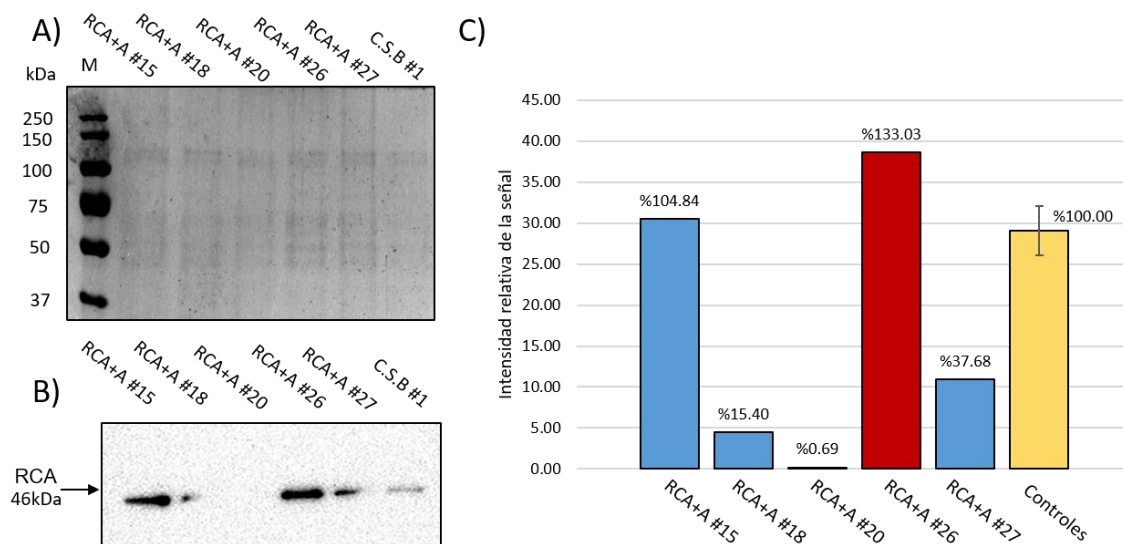 A)
RCA+A #15
RCA+A #18
RCA+A #20
RCA+A #26
RCA+A #27
C.S.B #1
kDa
M
250
150
100
75
50
37
B)
RCA+A #15
RCA+A #18
RCA+A #20
RCA+A #26
RCA+A #27
C.S.B #1
RCA
46kDa
C)
Intensidad relativa de la señal
45.00
40.00
35.00
30.00
25.00
20.00
15.00
10.00
5.00
0.00
%104.84
%15.40
%0.69
%133.03
%37.68
%100.00
RCA+A #15
RCA+A #18
RCA+A #20
RCA+A #26
RCA+A #27
Controles